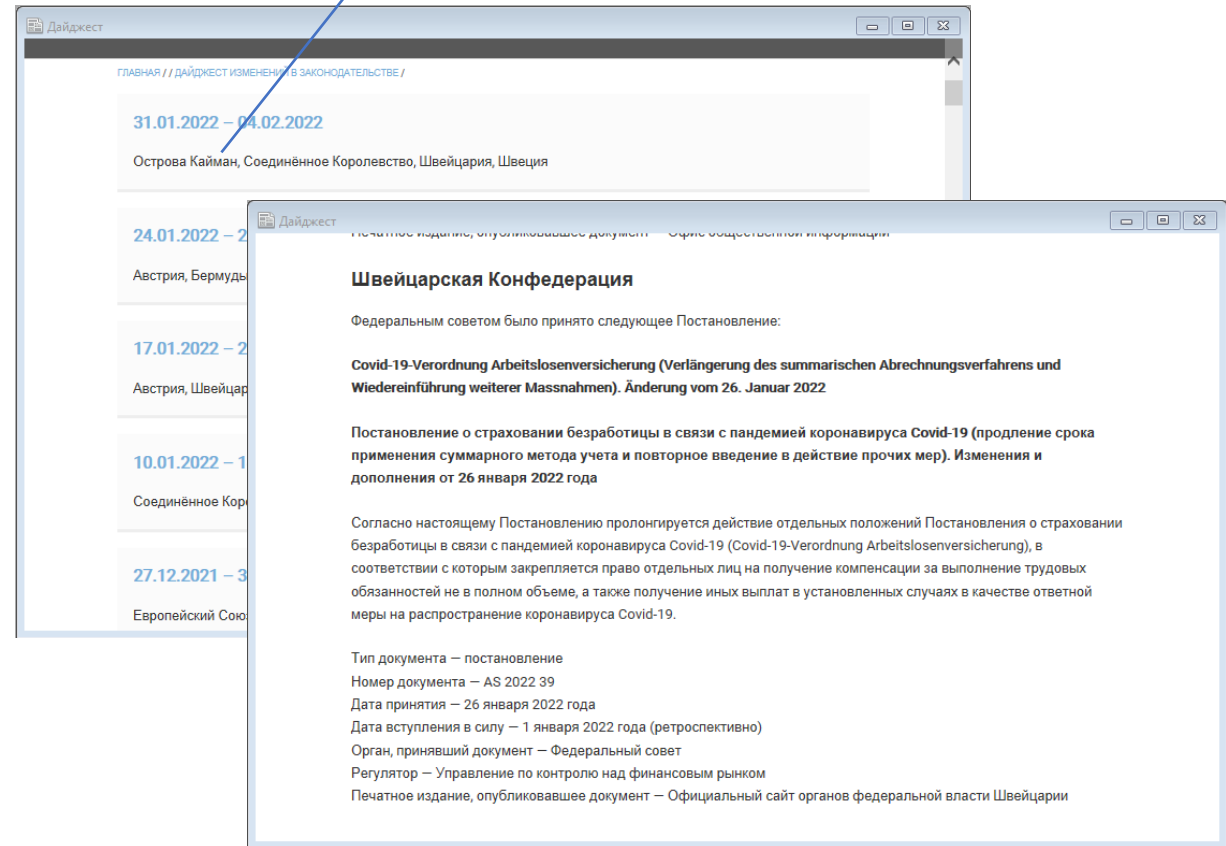 Дайджест
ГЛАВНАЯ / / ДАЙДЖЕСТ ИЗМЕНЕНИЙ В ЗАКОНОДАТЕЛЬСТВЕ /
31.01.2022 – 04.02.2022
Острова Кайман, Соединённое Королевство, Швейцария, Швеция
24.01.2022 – 2
Австрия, Бермуды
17.01.2022 – 2
Австрия, Швейцар
10.01.2022 – 1
Соединённое Коро
27.12.2021 – 3
Европейский Союз
Дайджест
Печатное издание, опубликовавшее документ — Офис общественной информации
Швейцарская Конфедерация
Федеральным советом было принято следующее Постановление:
Covid-19-Verordnung Arbeitslosenversicherung (Verlängerung des summarischen Abrechnungsverfahrens und
Wiedereinführung weiterer Massnahmen). Änderung vom 26. Januar 2022
Постановление о страховании безработицы в связи с пандемией коронавируса Covid-19 (продление срока
применения суммарного метода учета и повторное введение в действие прочих мер). Изменения и
дополнения от 26 января 2022 года
Согласно настоящему Постановлению пролонгируется действие отдельных положений Постановления о страховании
безработицы в связи с пандемией коронавируса Covid-19 (Covid-19-Verordnung Arbeitslosenversicherung), в
соответствии с которым закрепляется право отдельных лиц на получение компенсации за выполнение трудовых
обязанностей не в полном объеме, а также получение иных выплат в установленных случаях в качестве ответной
меры на распространение коронавируса Covid-19.
Тип документа — постановление
Номер документа — AS 2022 39
Дата принятия — 26 января 2022 года
Дата вступления в силу — 1 января 2022 года (ретроспективно)
Орган, принявший документ — Федеральный совет
Регулятор — Управление по контролю над финансовым рынком
Печатное издание, опубликовавшее документ — Официальный сайт органов федеральной власти Швейцарии